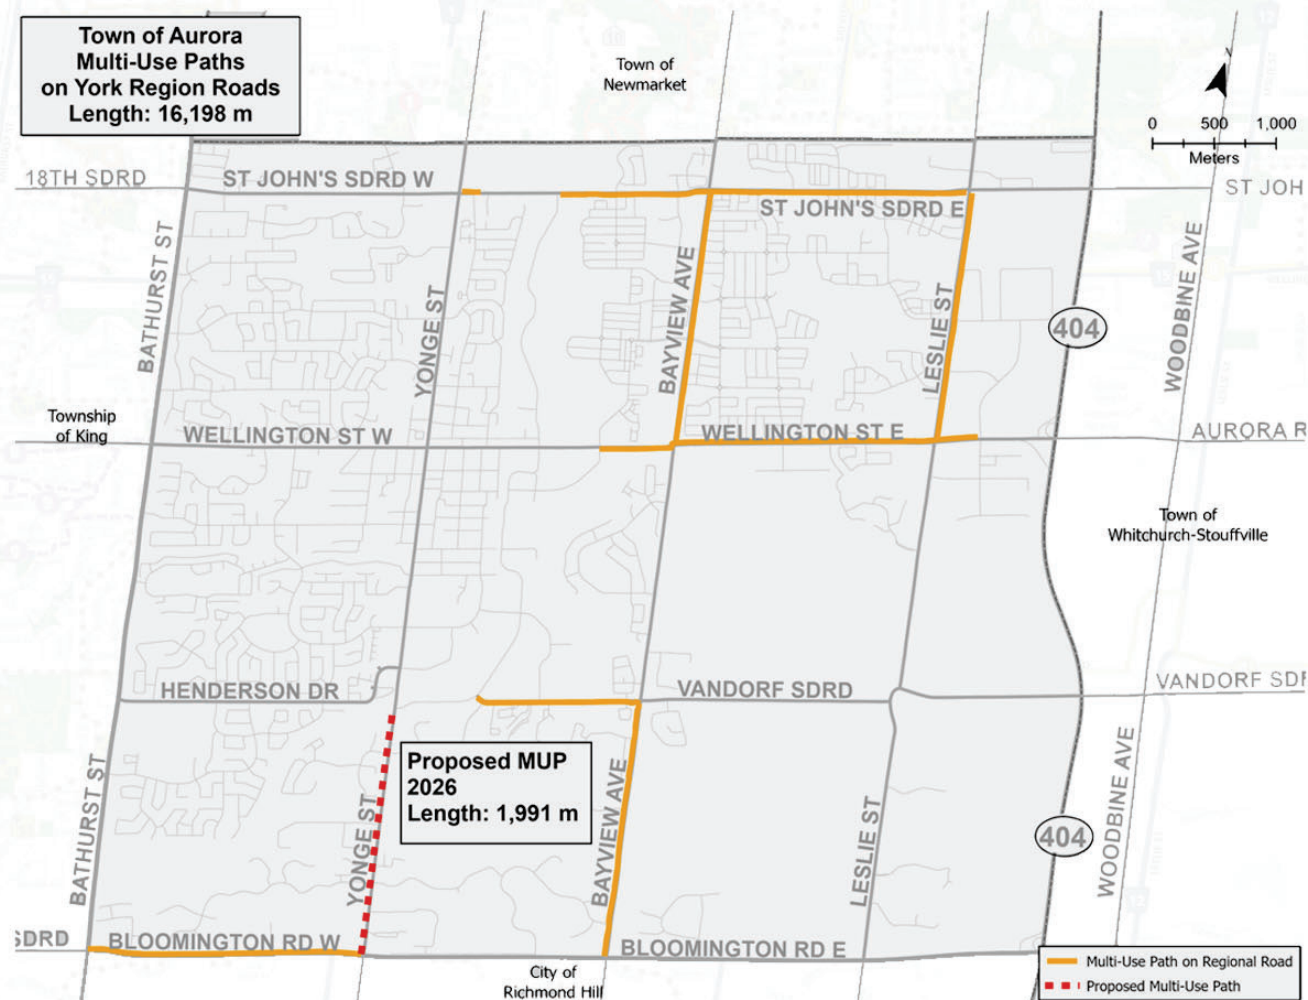 Town of Aurora
Multi-Use Paths
on York Region Roads
Length: 16,198 m
Town of
Newmarket
N
0 500 1,000
Meters
18TH SDRD
ST JOHN'S SDRD W
ST JOH
ST JOHN'S SDRD E
BATHURST ST
YONGE ST
BAYVIEW AVE
LESLIE ST
404
WOODBINE AVE
Township
of King
WELLINGTON ST W
WELLINGTON ST E
AURORA R
Town of
Whitchurch-Stouffville
HENDERSON DR
VANDORF SDRD
VANDORF SDR
Proposed MUP
2026
Length: 1,991 m
BATHURST ST
YONGE ST
BAYVIEW AVE
LESLIE ST
404
WOODBINE AVE
SDRD
BLOOMINGTON RD W
BLOOMINGTON RD E
City of
Richmond Hill
Multi-Use Path on Regional Road
Proposed Multi-Use Path